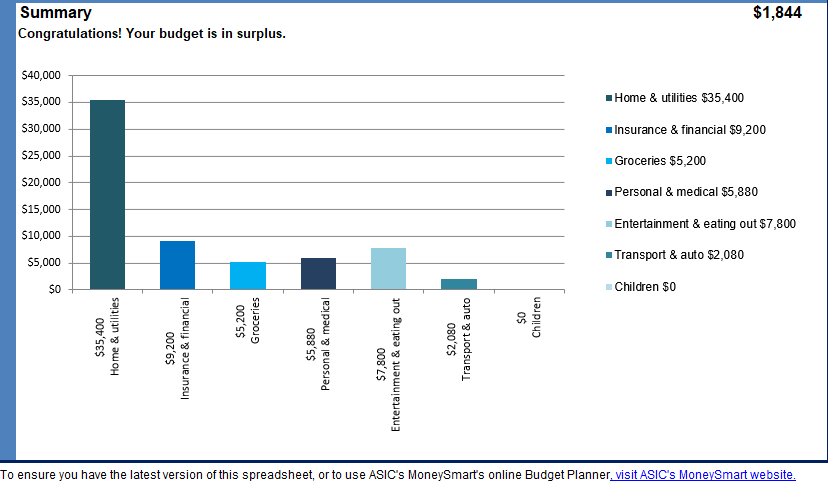 Summary $1,844
Congratulations! Your budget is in surplus.
$40,000
$35,000
$30,000
$25,000
$20,000
$15,000
$10,000
$5,000
$0
$35,400
Home & utilities
$9,200
Insurance & financial
$5,200
Groceries
$5,880
Personal & medical
$7,800
Entertainment & eating out
$2,080
Transport & auto
$0
Children
Home & utilities $35,400
Insurance & financial $9,200
Groceries $5,200
Personal & medical $5,880
Entertainment & eating out $7,800
Transport & auto $2,080
Children $0
To ensure you have the latest version of this spreadsheet, or to use ASIC's MoneySmart's online Budget Planner, visit ASIC's MoneySmart website.